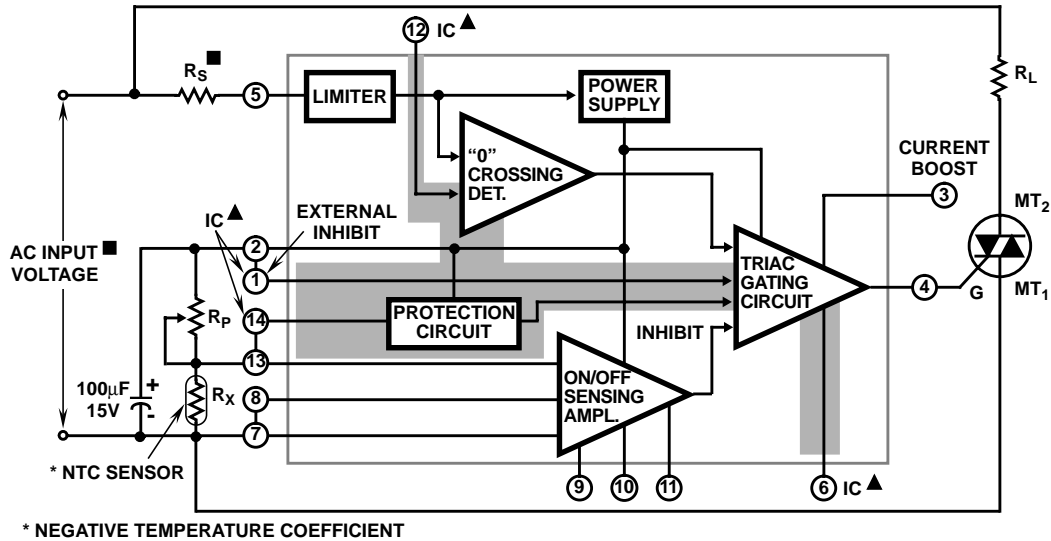 12 IC ▲
RS ■
5
LIMITER
POWER
SUPPLY
RL
"0"
CROSSING
DET.
CURRENT
BOOST
3
MT2
IC ▲
EXTERNAL
INHIBIT
AC INPUT ■
VOLTAGE
2
1
TRIAC
GATING
CIRCUIT
4
G
MT1
RP
14
PROTECTION
CIRCUIT
INHIBIT
13
100μF
15V
+
-
RX
8
7
ON/OFF
SENSING
AMPL.
* NTC SENSOR
9
10
11
6 IC ▲
* NEGATIVE TEMPERATURE COEFFICIENT